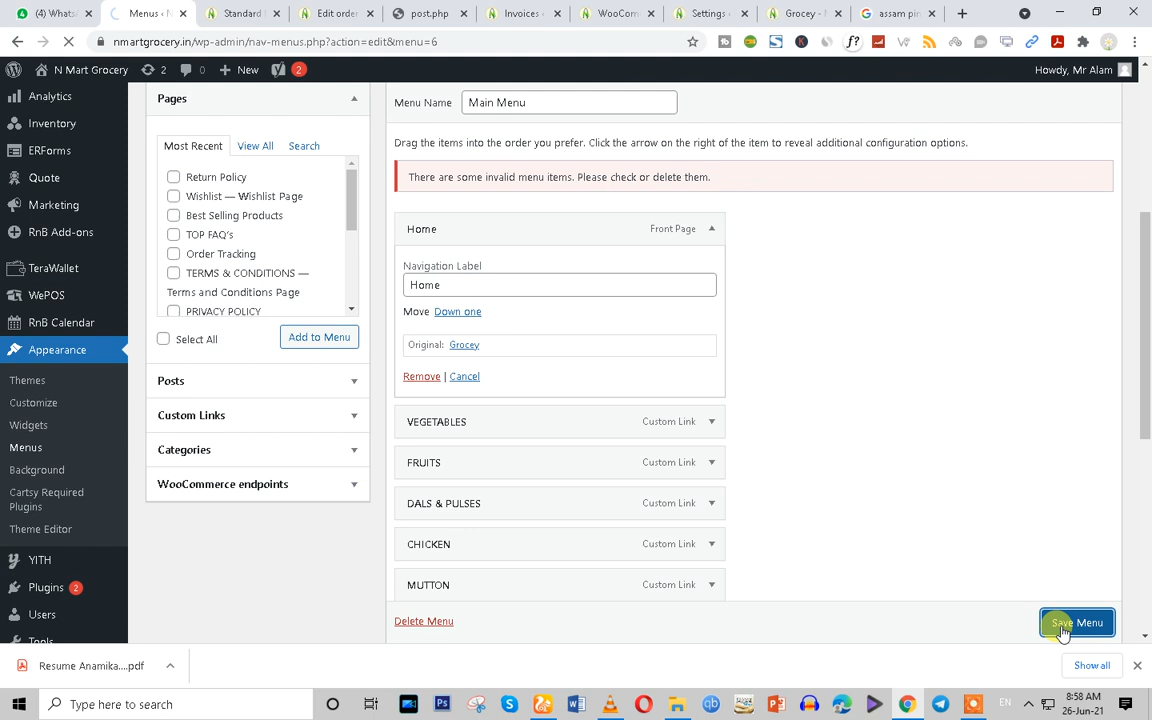 (4) Whats
Menus ‹ N
Standard
Edit order
post.php
Invoices ‹
WooCom
Settings ‹
Grocey - N
assam pin
nmartgrocery.in/wp-admin/nav-menus.php?action=edit&menu=6
N Mart Grocery
2
0
New
2
Howdy, Mr Alam
Analytics
Inventory
ERForms
Quote
Marketing
RnB Add-ons
TeraWallet
WePOS
RnB Calendar
Appearance
Themes
Customize
Widgets
Menus
Background
Cartsy Required
Plugins
Theme Editor
YITH
Plugins 2
Users
Tools
Pages
Most Recent
View All
Search
Return Policy
Wishlist — Wishlist Page
Best Selling Products
TOP FAQ's
Order Tracking
TERMS & CONDITIONS —
Terms and Conditions Page
PRIVACY POLICY
Select All
Add to Menu
Posts
Custom Links
Categories
WooCommerce endpoints
Menu Name
Main Menu
Drag the items into the order you prefer. Click the arrow on the right of the item to reveal additional configuration options.
There are some invalid menu items. Please check or delete them.
Home
Front Page
Navigation Label
Home
Move Down one
Original: Grocey
Remove | Cancel
VEGETABLES
Custom Link
FRUITS
Custom Link
DALS & PULSES
Custom Link
CHICKEN
Custom Link
MUTTON
Custom Link
Delete Menu
Save Menu
Resume Anamika....pdf
Show all
Type here to search
EN
8:58 AM
26-Jun-21